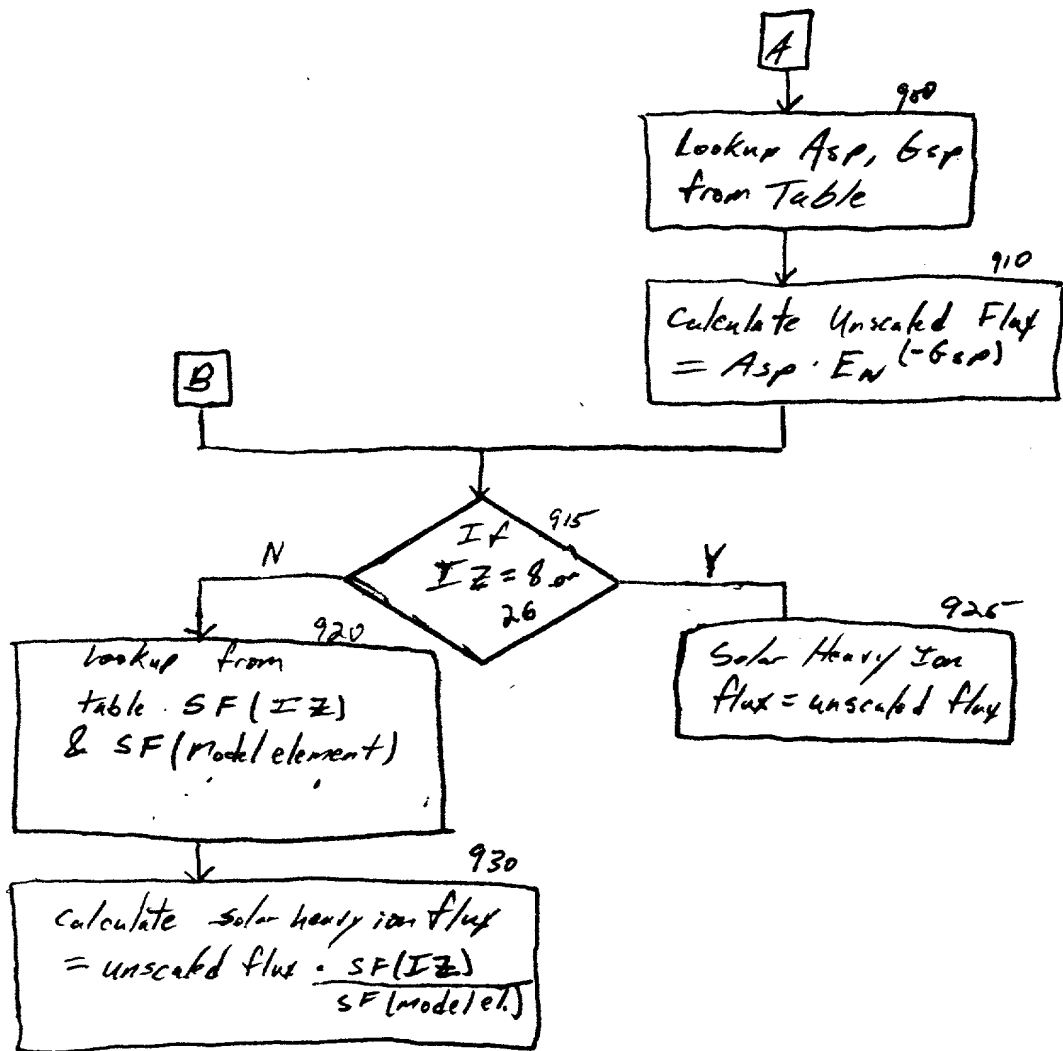 A
900
Lookup Asp, Gsp
from Table
910
Calculate Unscaled Flux
= Asp · EN (-Gsp)
B
If
915
IZ = 8 or
26
N
Y
920
Lookup from
table SF(IZ)
& SF(Model element)
925
Solar Heavy Ion
flux = unscaled flux
930
Calculate solar heavy ion flux
= unscaled flux · SF(IZ)
SF(model el.)